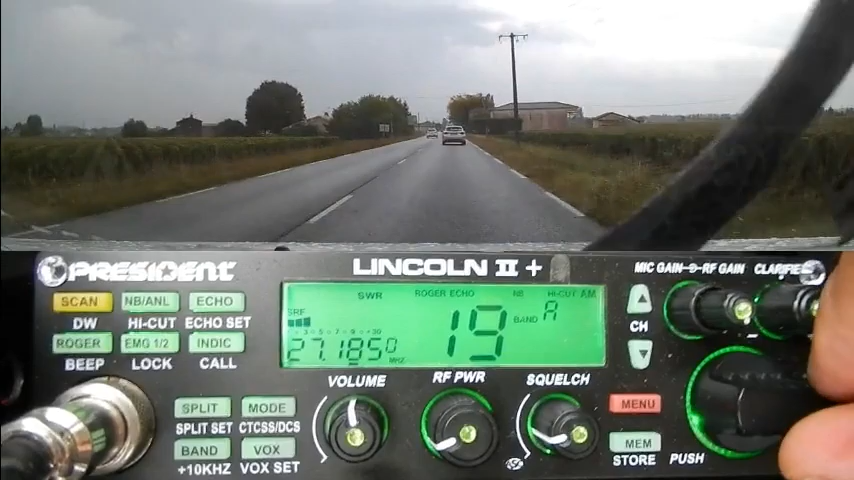 PRESIDENT
LINCOLN II +
MIC GAIN RF GAIN CLARIFIER
SCAN NB/ANL ECHO
DW HI-CUT ECHO SET
ROGER EMG 1/2 INDIC
BEEP LOCK CALL
SWR ROGER ECHO NB HI-CUT AM
SRF
19 BAND A
27.1850 MHZ
CH
VOLUME RF PWR SQUELCH
SPLIT MODE
SPLIT SET CTCSS/DCS
BAND VOX
+10KHZ VOX SET
MENU
MEM
STORE PUSH
ASC